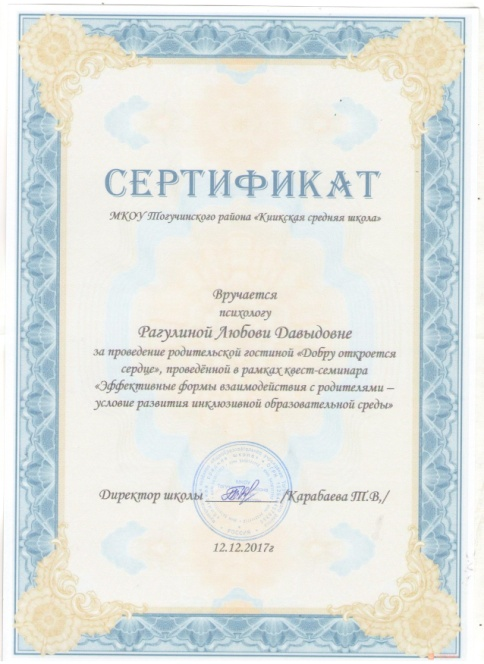 СЕРТИФИКАТ
МКОУ Тогучинского района «Киикская средняя школа»
Вручается
психологу
Рагулиной Любови Давыдовне
за проведение родительской гостиной «Добру откроется
сердце», проведённой в рамках квест-семинара
«Эффективные формы взаимодействия с родителями –
условие развития инклюзивной образовательной среды»
Директор школы /Карабаева Т.В,/
12.12.2017г